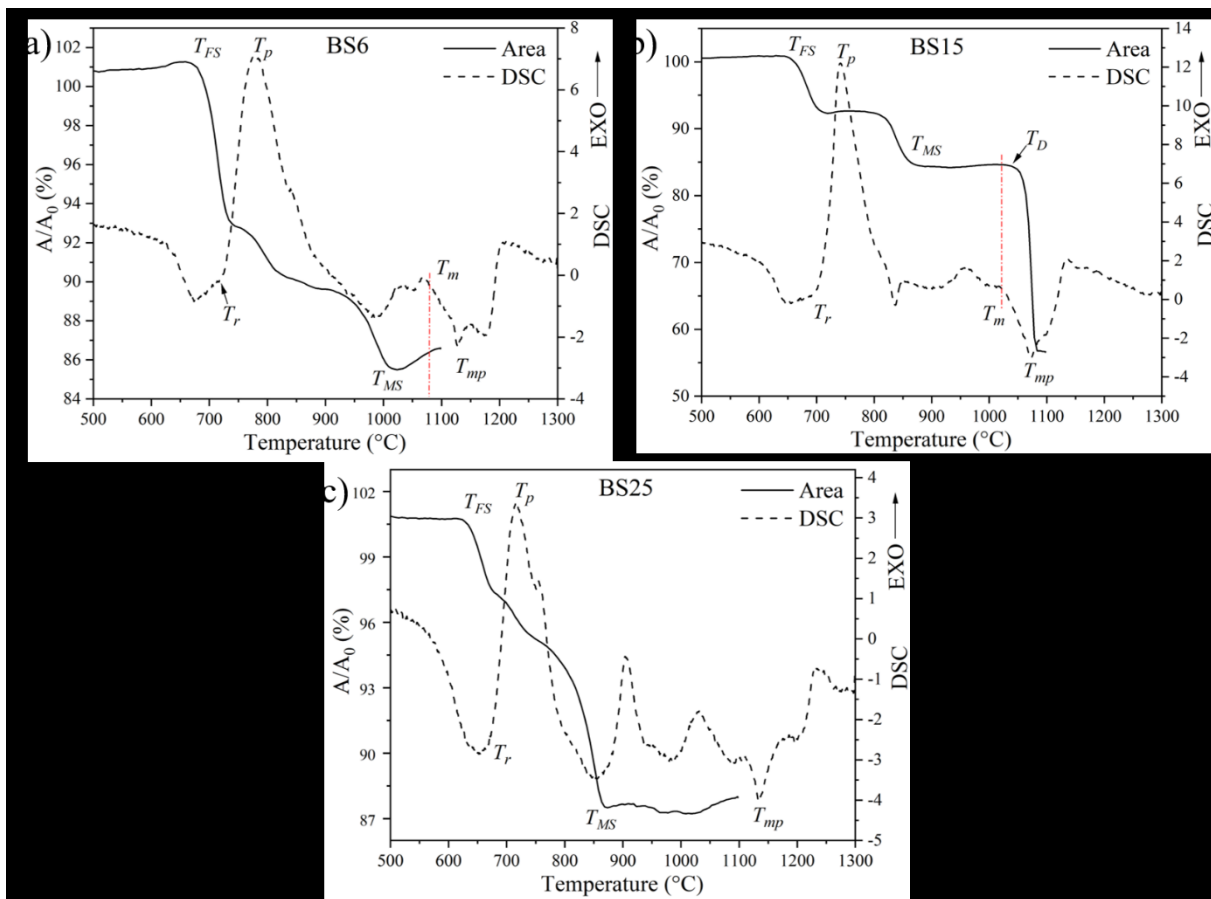 a)
BS6
Area
DSC
T_FS
T_p
T_r
T_MS
T_m
T_mp
102
100
98
96
94
92
90
88
86
84
A/A_0 (%)
8
6
4
2
0
-2
-4
DSC
EXO
500 600 700 800 900 1000 1100 1200 1300
Temperature (°C)
b)
BS15
Area
DSC
T_FS
T_p
T_MS
T_D
T_r
T_m
T_mp
100
90
80
70
60
50
A/A_0 (%)
14
12
10
8
6
4
2
0
-2
-4
DSC
EXO
500 600 700 800 900 1000 1100 1200 1300
Temperature (°C)
c)
BS25
Area
DSC
T_FS
T_p
T_r
T_MS
T_mp
102
99
96
93
90
87
A/A_0 (%)
4
3
2
1
0
-1
-2
-3
-4
-5
DSC
EXO
500 600 700 800 900 1000 1100 1200 1300
Temperature (°C)